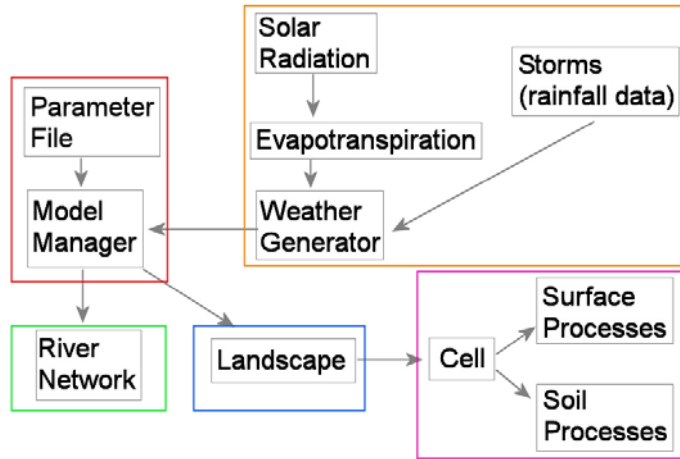 Solar
Radiation
Storms
(rainfall data)
Parameter
File
Evapotranspiration
Model
Manager
Weather
Generator
River
Network
Landscape
Cell
Surface
Processes
Soil
Processes